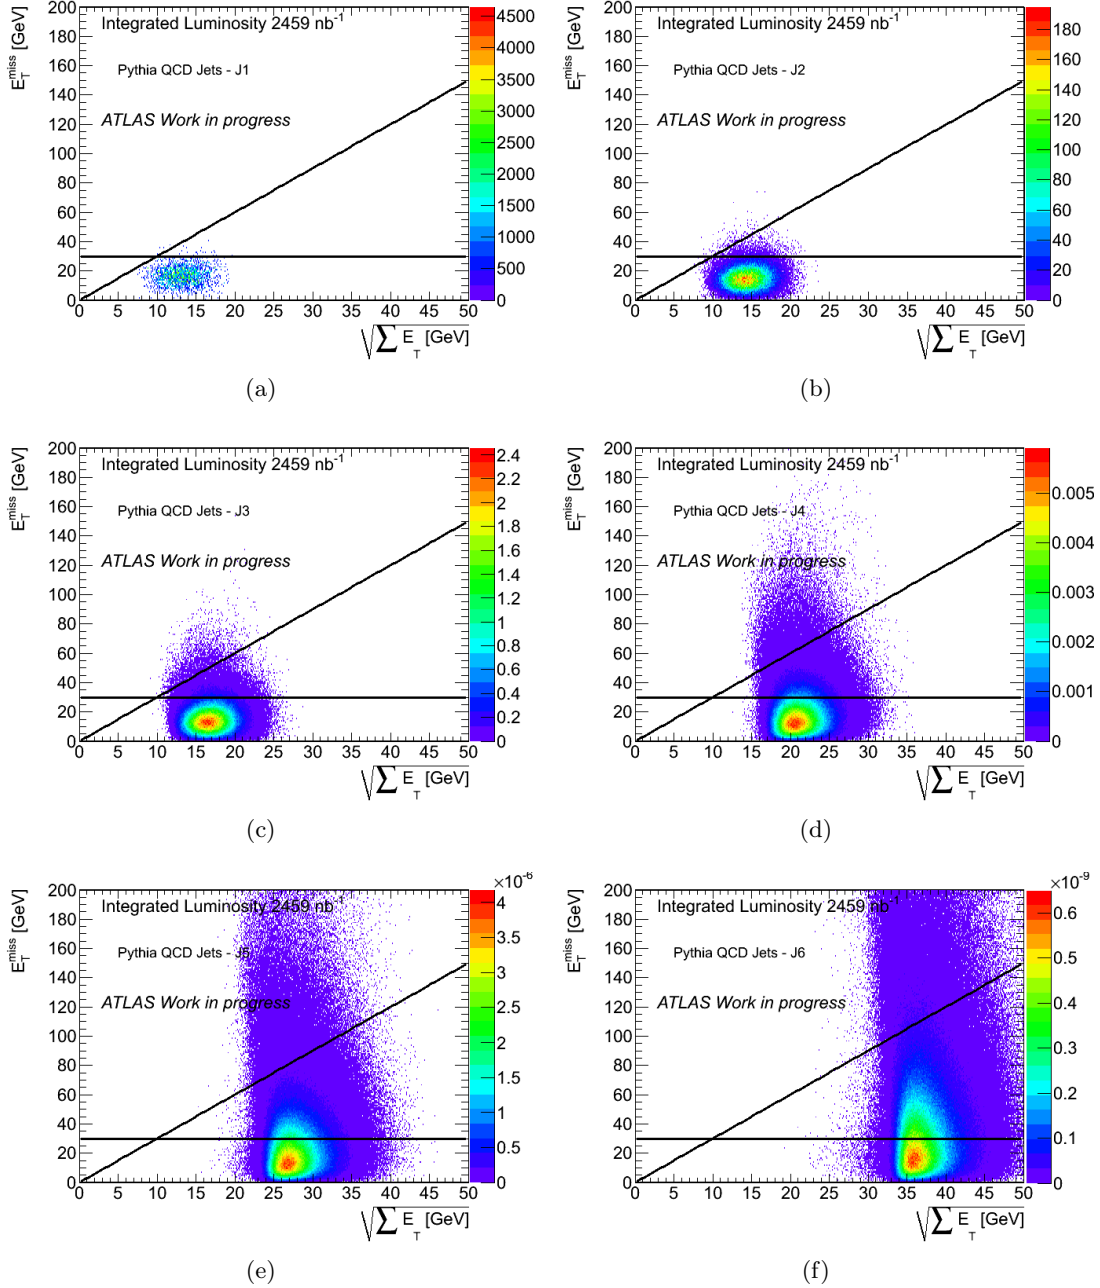 200
180
160
140
120
100
80
60
40
20
0
E_T^miss [GeV]
Integrated Luminosity 2459 nb⁻¹
Pythia QCD Jets - J1
ATLAS Work in progress
4500
4000
3500
3000
2500
2000
1500
1000
500
0
0 5 10 15 20 25 30 35 40 45 50
√∑ E_T [GeV]
(a)
200
180
160
140
120
100
80
60
40
20
0
E_T^miss [GeV]
Integrated Luminosity 2459 nb⁻¹
Pythia QCD Jets - J2
ATLAS Work in progress
180
160
140
120
100
80
60
40
20
0
0 5 10 15 20 25 30 35 40 45 50
√∑ E_T [GeV]
(b)
200
180
160
140
120
100
80
60
40
20
0
E_T^miss [GeV]
Integrated Luminosity 2459 nb⁻¹
Pythia QCD Jets - J3
ATLAS Work in progress
2.4
2.2
2
1.8
1.6
1.4
1.2
1
0.8
0.6
0.4
0.2
0
0 5 10 15 20 25 30 35 40 45 50
√∑ E_T [GeV]
(c)
200
180
160
140
120
100
80
60
40
20
0
E_T^miss [GeV]
Integrated Luminosity 2459 nb⁻¹
Pythia QCD Jets - J4
ATLAS Work in progress
0.005
0.004
0.003
0.002
0.001
0
0 5 10 15 20 25 30 35 40 45 50
√∑ E_T [GeV]
(d)
200
180
160
140
120
100
80
60
40
20
0
E_T^miss [GeV]
Integrated Luminosity 2459 nb⁻¹
Pythia QCD Jets - J5
ATLAS Work in progress
×10⁻⁶
4
3.5
3
2.5
2
1.5
1
0.5
0
0 5 10 15 20 25 30 35 40 45 50
√∑ E_T [GeV]
(e)
200
180
160
140
120
100
80
60
40
20
0
E_T^miss [GeV]
Integrated Luminosity 2459 nb⁻¹
Pythia QCD Jets - J6
ATLAS Work in progress
×10⁻⁹
0.6
0.5
0.4
0.3
0.2
0.1
0
0 5 10 15 20 25 30 35 40 45 50
√∑ E_T [GeV]
(f)